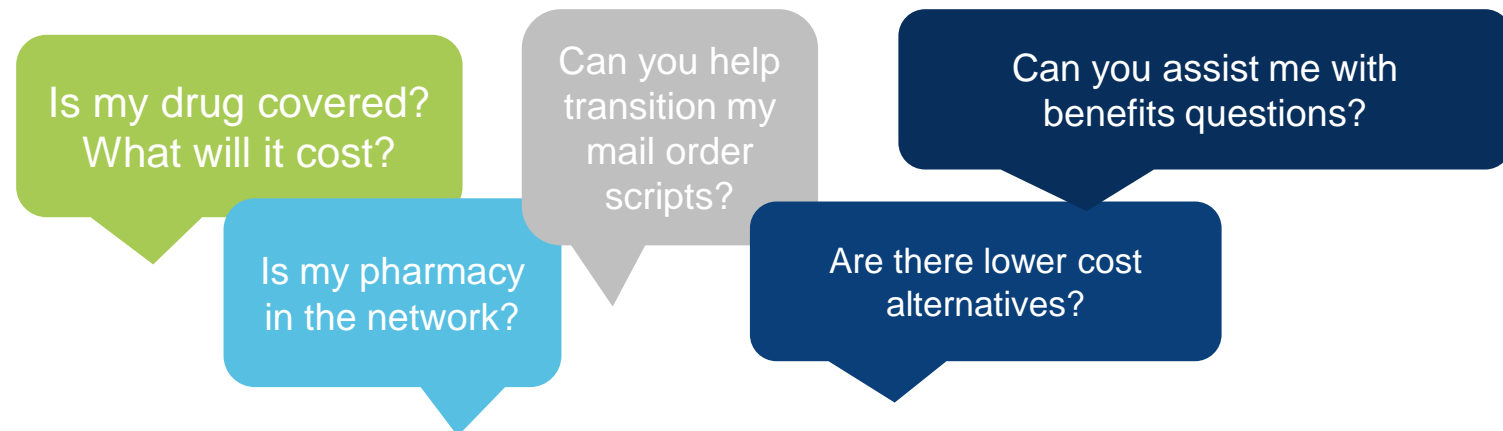 Is my drug covered?
What will it cost?
Is my pharmacy
in the network?
Can you help
transition my
mail order
scripts?
Are there lower cost
alternatives?
Can you assist me with
benefits questions?